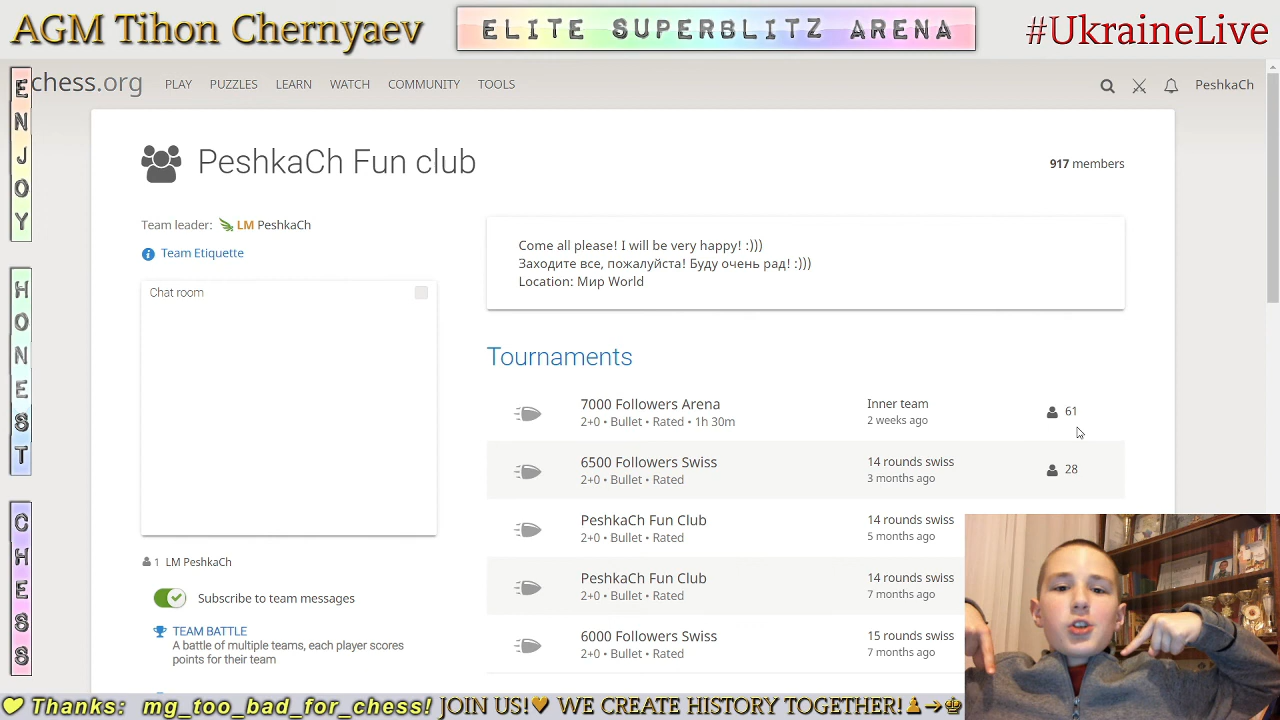 AGM Tihon Chernyaev
ELITE SUPERBLITZ ARENA
#UkraineLive
chess.org
PLAY PUZZLES LEARN WATCH COMMUNITY TOOLS
PeshkaCh
ENJOY
HONEST
CHESS
PeshkaCh Fun club
917 members
Team leader: LM PeshkaCh
Team Etiquette
Come all please! I will be very happy! :)))
Заходите все, пожалуйста! Буду очень рад! :)))
Location: Мир World
Chat room
Tournaments
7000 Followers Arena
2+0 • Bullet • Rated • 1h 30m
Inner team
2 weeks ago
61
6500 Followers Swiss
2+0 • Bullet • Rated
14 rounds swiss
3 months ago
28
PeshkaCh Fun Club
2+0 • Bullet • Rated
14 rounds swiss
5 months ago
PeshkaCh Fun Club
2+0 • Bullet • Rated
14 rounds swiss
7 months ago
6000 Followers Swiss
2+0 • Bullet • Rated
15 rounds swiss
7 months ago
1 LM PeshkaCh
Subscribe to team messages
TEAM BATTLE
A battle of multiple teams, each player scores
points for their team
Thanks: mg_too_bad_for_chess! JOIN US! WE CREATE HISTORY TOGETHER!